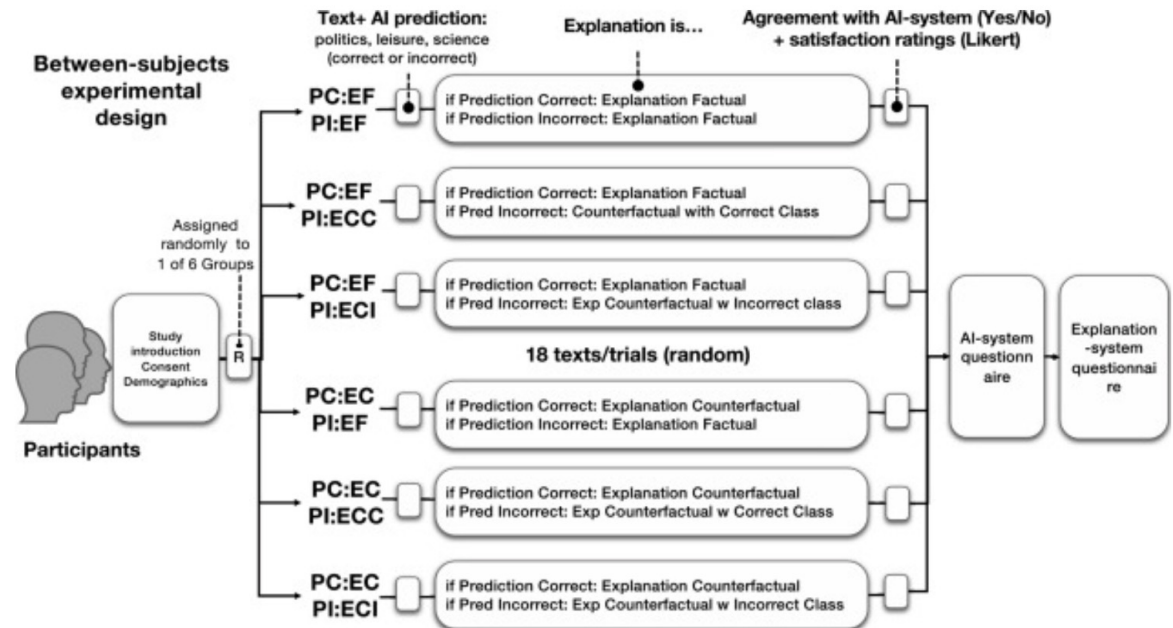 Between-subjects
experimental
design
Text+ AI prediction:
politics, leisure, science
(correct or incorrect)
Explanation is...
Agreement with AI-system (Yes/No)
+ satisfaction ratings (Likert)
Assigned
randomly to
1 of 6 Groups
Participants
Study
introduction
Consent
Demographics
R
PC:EF
PI:EF
if Prediction Correct: Explanation Factual
if Prediction Incorrect: Explanation Factual
PC:EF
PI:ECC
if Prediction Correct: Explanation Factual
if Pred Incorrect: Counterfactual with Correct Class
PC:EF
PI:ECI
if Prediction Correct: Explanation Factual
if Pred Incorrect: Exp Counterfactual w Incorrect class
18 texts/trials (random)
PC:EC
PI:EF
if Prediction Correct: Explanation Counterfactual
if Prediction Incorrect: Explanation Factual
PC:EC
PI:ECC
if Prediction Correct: Explanation Counterfactual
if Pred Incorrect: Exp Counterfactual w Correct Class
PC:EC
PI:ECI
if Prediction Correct: Explanation Counterfactual
if Pred Incorrect: Exp Counterfactual w Incorrect Class
AI-system
questionn
aire
Explanation
-system
questionnai
re